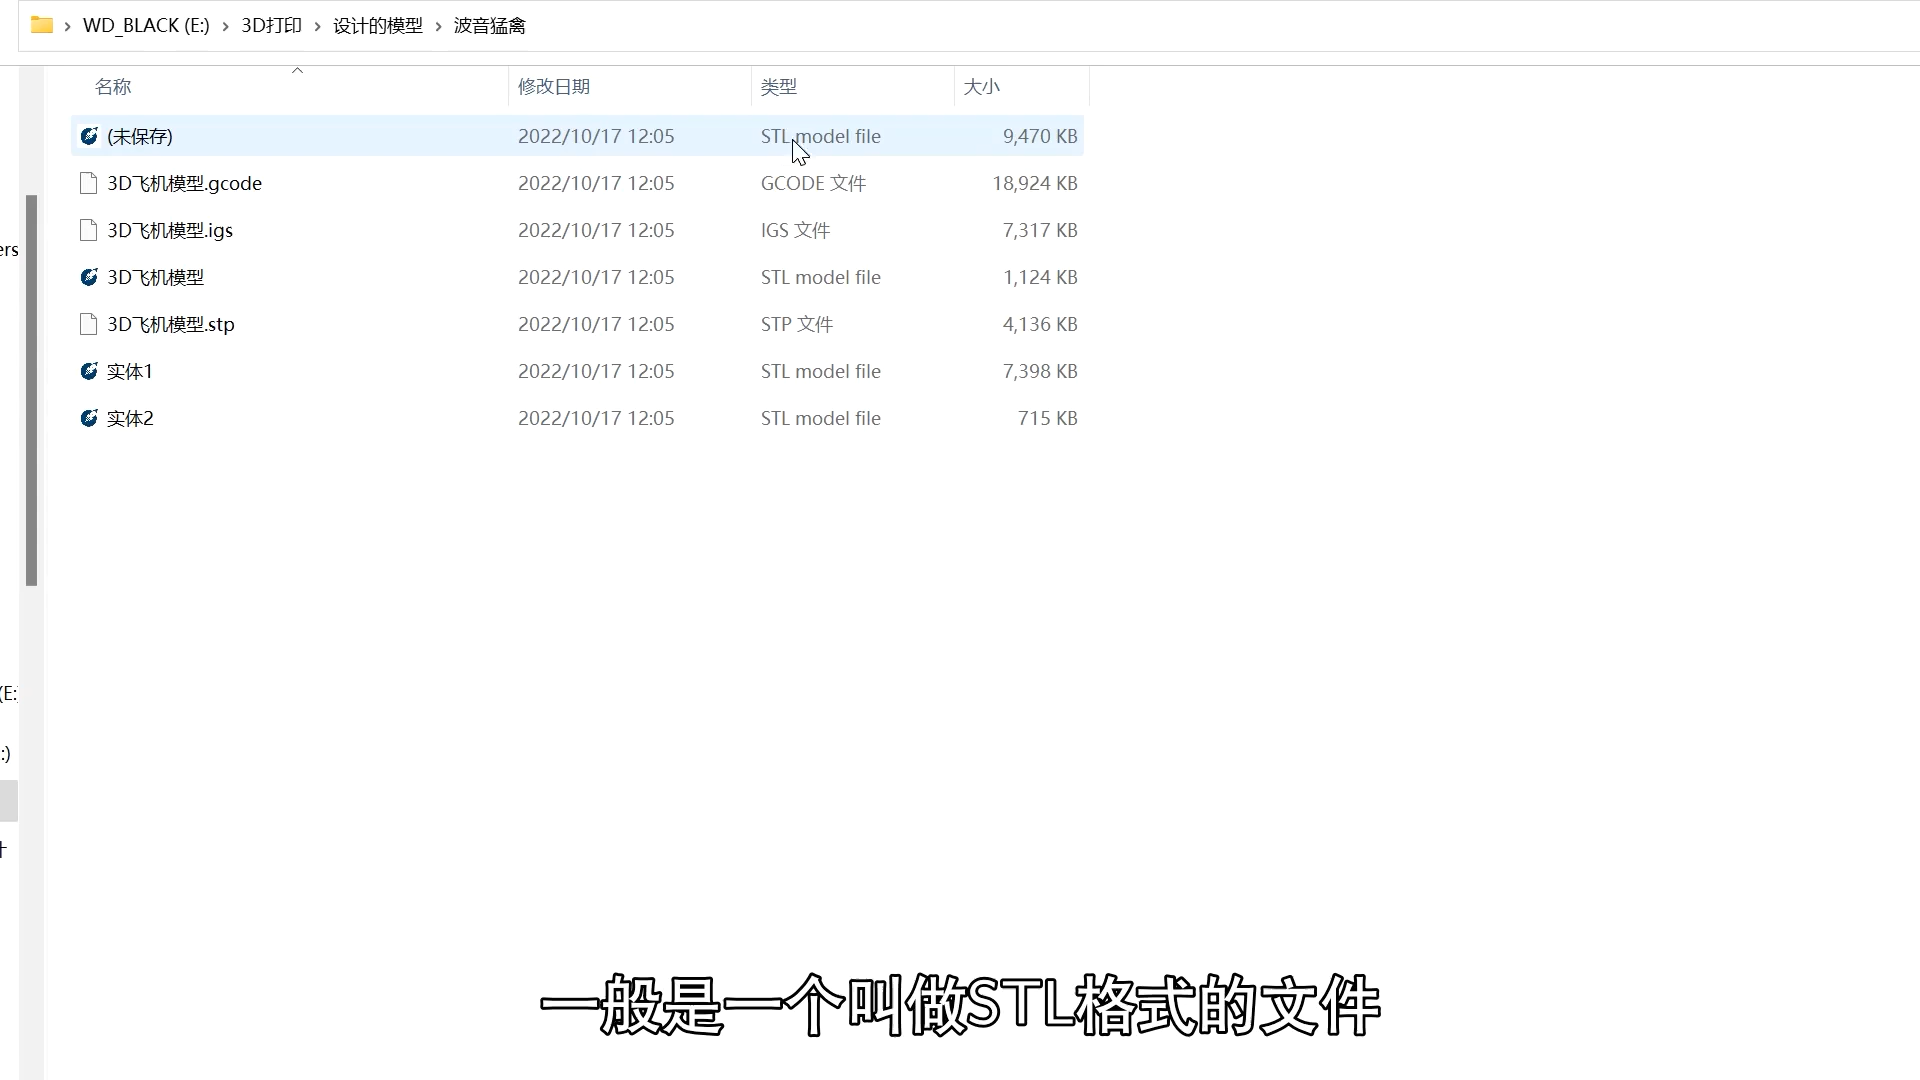 WD_BLACK (E:) › 3D打印 › 设计的模型 › 波音猛禽
名称 修改日期 类型 大小
(未保存) 2022/10/17 12:05 STL model file 9,470 KB
3D飞机模型.gcode 2022/10/17 12:05 GCODE 文件 18,924 KB
3D飞机模型.igs 2022/10/17 12:05 IGS 文件 7,317 KB
ers
3D飞机模型 2022/10/17 12:05 STL model file 1,124 KB
3D飞机模型.stp 2022/10/17 12:05 STP 文件 4,136 KB
实体1 2022/10/17 12:05 STL model file 7,398 KB
实体2 2022/10/17 12:05 STL model file 715 KB
(E:)
:)
一般是一个叫做STL格式的文件